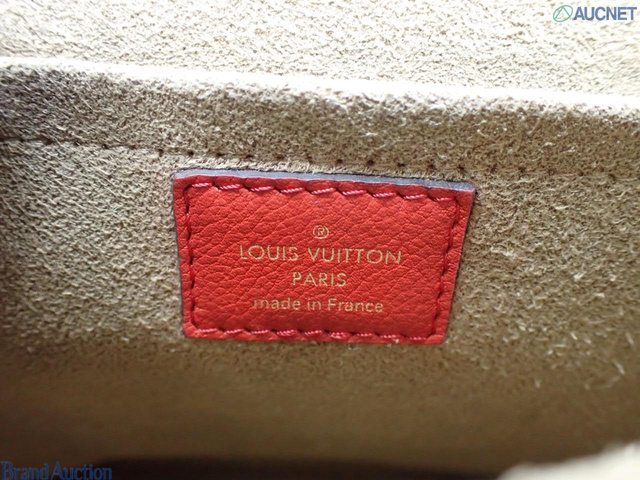 AUCNET
®
LOUIS VUITTON
PARIS
made in France
Brand Auction